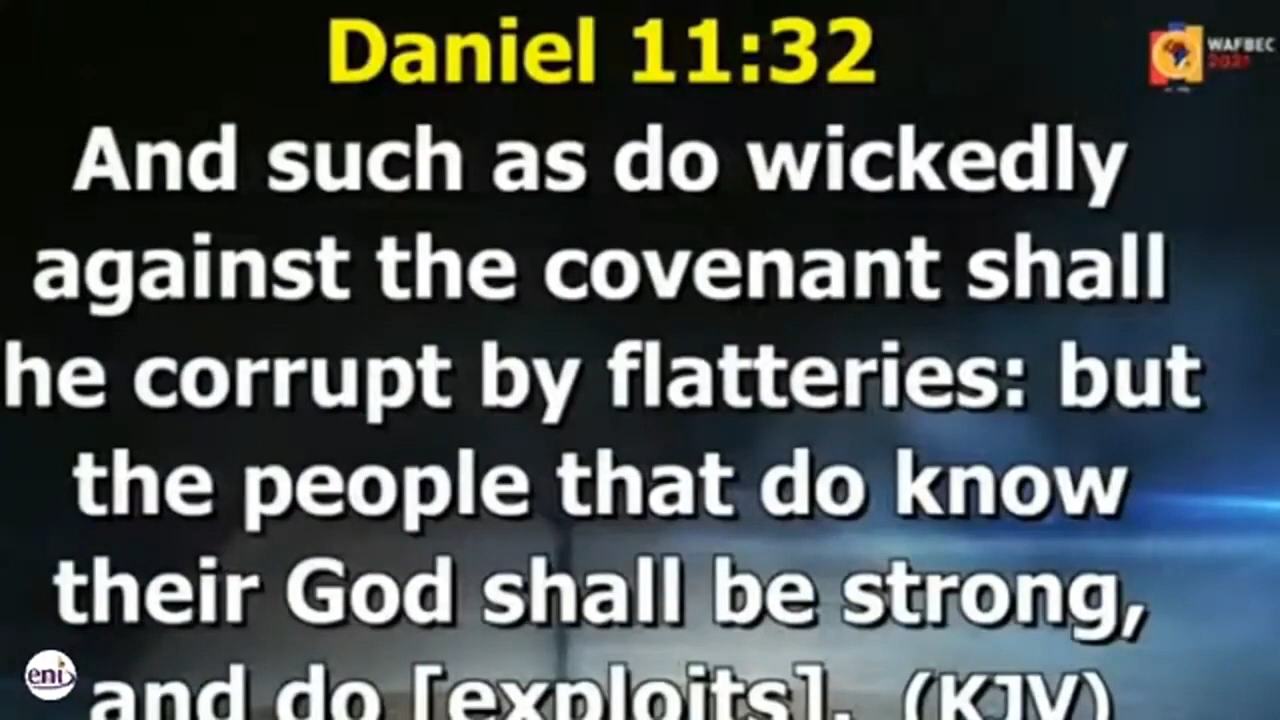 Daniel 11:32
WAFBEC
2021
And such as do wickedly
against the covenant shall
he corrupt by flatteries: but
the people that do know
their God shall be strong,
eni
and do [exploits]. (KJV)